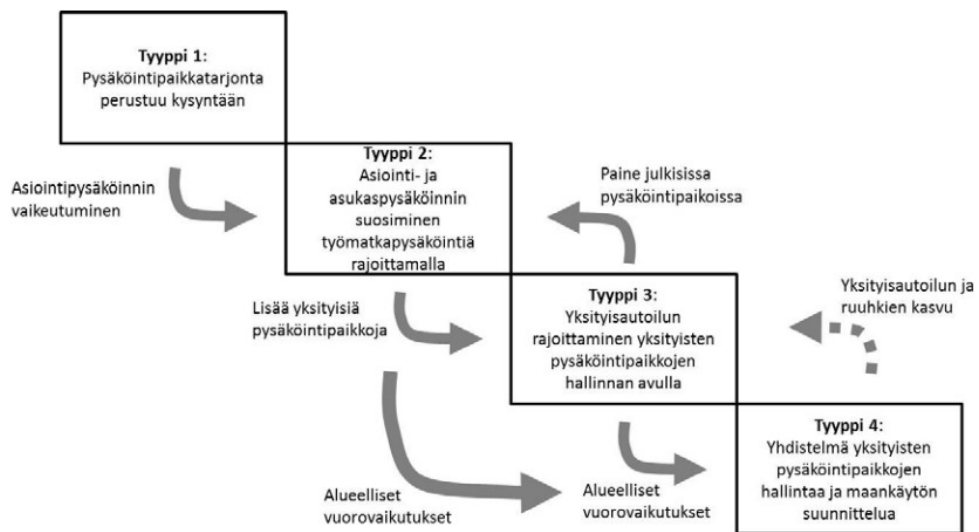 Tyyppi 1:
Pysäköintipaikkatarjonta
perustuu kysyntään
Asiointipysäköinnin
vaikeutuminen
Tyyppi 2:
Asiointi- ja
asukaspysäköinnin
suosiminen
työmatkapysäköintiä
rajoittamalla
Paine julkisissa
pysäköintipaikoissa
Lisää yksityisiä
pysäköintipaikkoja
Tyyppi 3:
Yksityisautoilun
rajoittaminen yksityisten
pysäköintipaikkojen
hallinnan avulla
Yksityisautoilun ja
ruuhkien kasvu
Alueelliset
vuorovaikutukset
Alueelliset
vuorovaikutukset
Tyyppi 4:
Yhdistelmä yksityisten
pysäköintipaikkojen
hallintaa ja maankäytön
suunnittelua